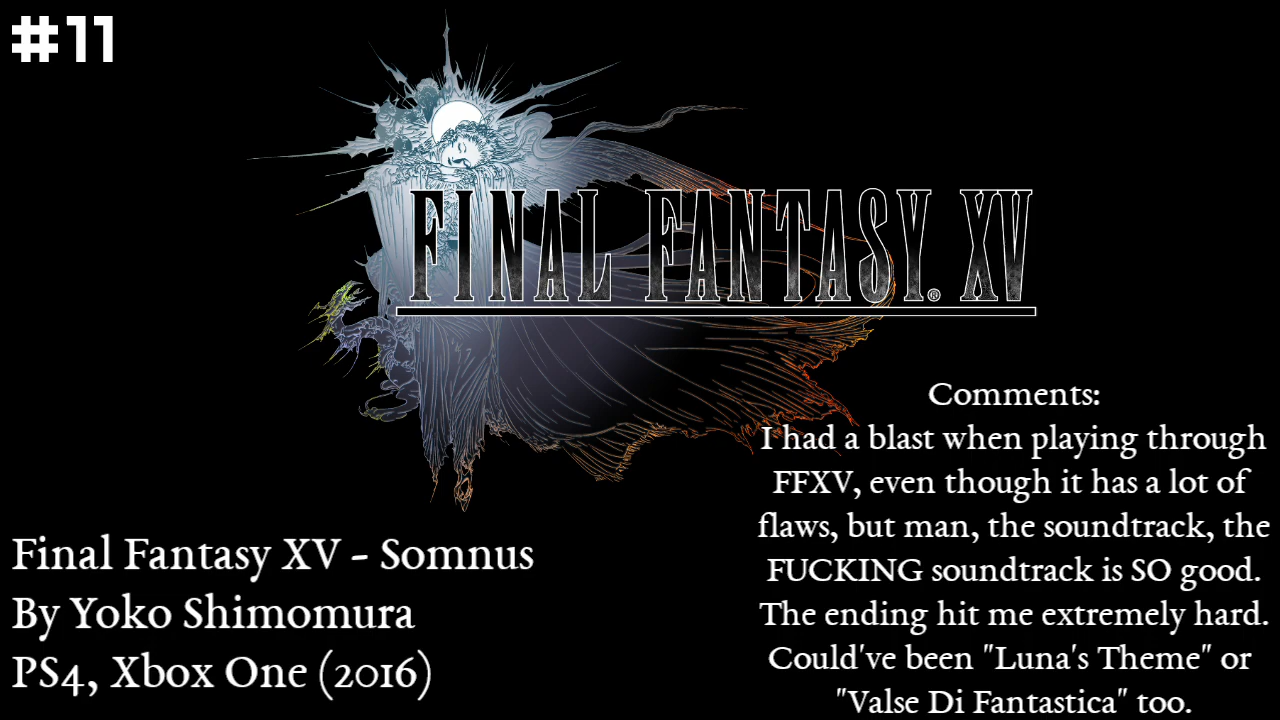 #11
FINAL FANTASY® XV
Comments:
I had a blast when playing through
FFXV, even though it has a lot of
flaws, but man, the soundtrack, the
FUCKING soundtrack is SO good.
The ending hit me extremely hard.
Could've been "Luna's Theme" or
"Valse Di Fantastica" too.
Final Fantasy XV - Somnus
By Yoko Shimomura
PS4, Xbox One (2016)